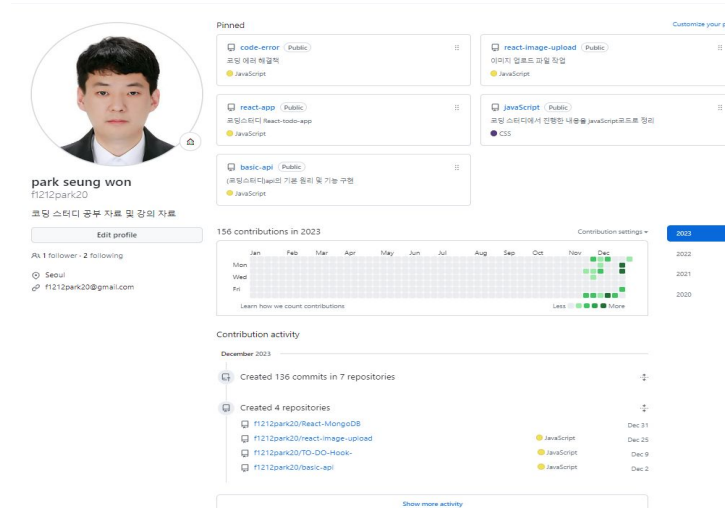 Pinned
Customize your p
code-error Public
코딩 에러 해결책
JavaScript
react-image-upload Public
이미지 업로드 파일 작업
JavaScript
react-app Public
코딩스터디 React-todo-app
JavaScript
javaScript Public
코딩 스터디에서 진행한 내용을 javaScript코드로 정리
CSS
basic-api Public
(코딩스터디)api의 기본 원리 및 기능 구현
JavaScript
park seung won
f1212park20
코딩 스터디 공부 자료 및 강의 자료
Edit profile
1 follower · 2 following
Seoul
f1212park20@gmail.com
156 contributions in 2023
Contribution settings
2023
2022
2021
2020
Jan Feb Mar Apr May Jun Jul Aug Sep Oct Nov Dec
Mon
Wed
Fri
Learn how we count contributions
Less More
Contribution activity
December 2023
Created 136 commits in 7 repositories
Created 4 repositories
f1212park20/React-MongoDB Dec 31
f1212park20/react-image-upload JavaScript Dec 25
f1212park20/TO-DO-Hook- JavaScript Dec 9
f1212park20/basic-api JavaScript Dec 2
Show more activity